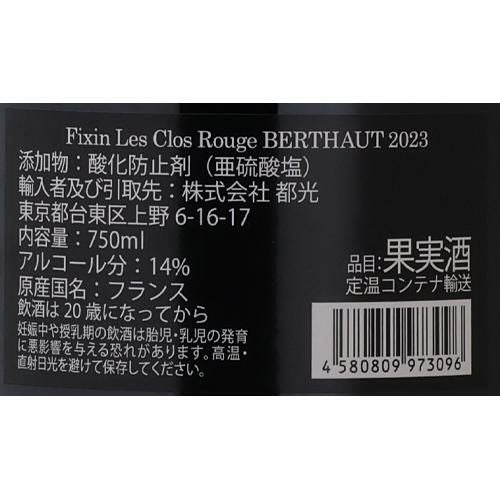 Fixin Les Clos Rouge BERTHAUT 2023
添加物：酸化防止剤（亜硫酸塩）
輸入者及び引取先：株式会社 都光
東京都台東区上野 6-16-17
内容量：750ml
アルコール分：14%
原産国名：フランス
飲酒は20歳になってから
妊娠中や授乳期の飲酒は胎児・乳児の発育
に悪影響を与える恐れがあります。高温・
直射日光を避けて保存してください。
品目:果実酒
定温コンテナ輸送
4 580809 973096